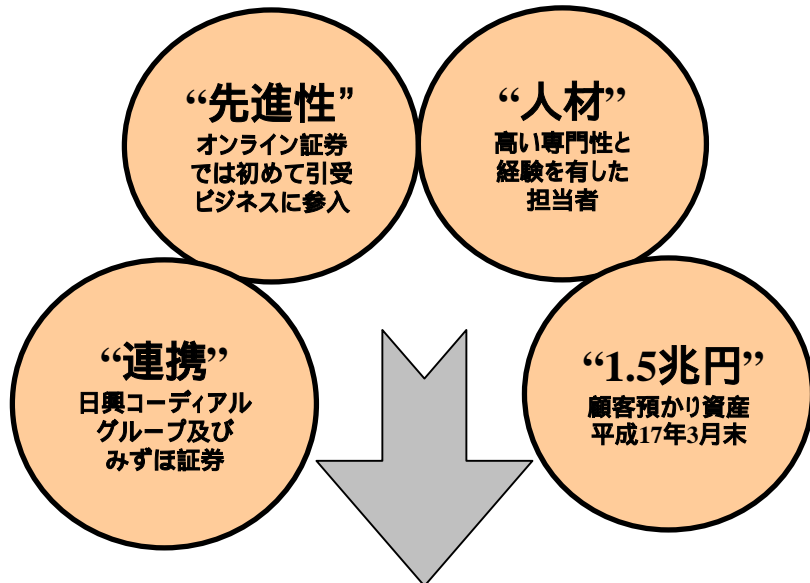 “先進性”
オンライン証券
では初めて引受
ビジネスに参入
“人材”
高い専門性と
経験を有した
担当者
“連携”
日興コーディアル
グループ及び
みずほ証券
“1.5兆円”
顧客預かり資産
平成17年3月末